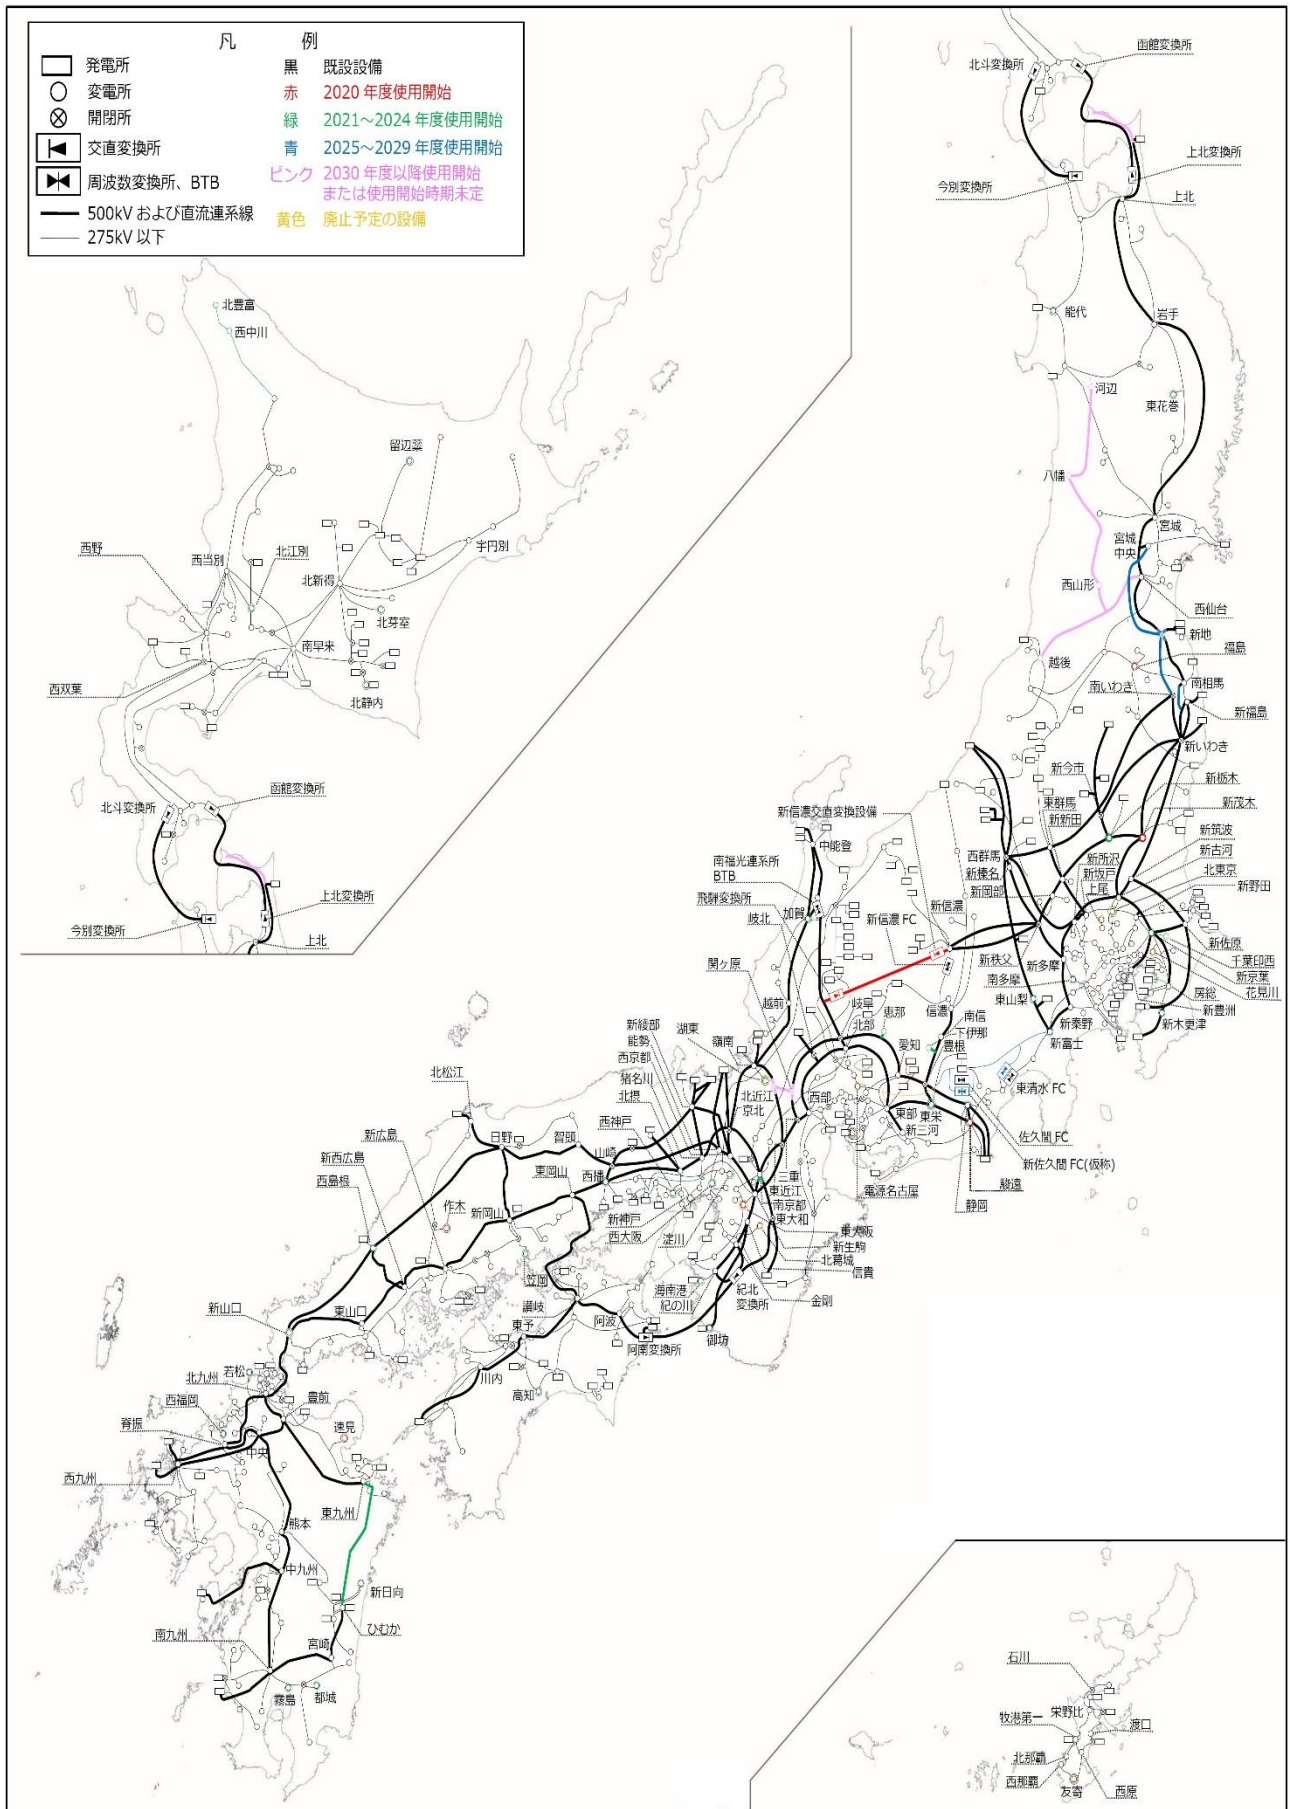 凡 例
発電所
変電所
開閉所
交直変換所
周波数変換所、BTB
500kV および直流連系線
275kV 以下
黒 既設設備
赤 2020 年度使用開始
緑 2021～2024 年度使用開始
青 2025～2029 年度使用開始
ピンク 2030 年度以降使用開始
または使用開始時期未定
黄色 廃止予定の設備
北豊富
西中川
留辺蘂
宇円別
西野
西当別
北江別
北新得
北芽室
南早来
西双葉
北静内
北斗変換所
函館変換所
上北変換所
今別変換所
上北
北斗変換所
函館変換所
上北変換所
今別変換所
上北
能代
岩手
河辺
東花巻
八幡
宮城
宮城
中央
西山形
西仙台
新地
越後
福島
南いわき
南相馬
新福島
新いわき
新今市
新栃木
東群馬
新新田
新茂木
新信濃交直変換設備
中能登
新筑波
西群馬
新所沢
新古河
南福光連系所
BTB
新榛名
新坂戸
北東京
新岡部
上尾
新野田
飛騨変換所
加賀
新信濃 FC
新信濃
岐北
新秩父
新多摩
新佐原
関ケ原
千葉印西
南多摩
新京葉
越前
岐阜
恵那
信濃
東山梨
房総
花見川
新豊洲
新綾部
湖東
北部
南信
新秦野
新木更津
能勢
嶺南
愛知
下伊那
豊根
新富士
西京都
猪名川
東清水 FC
北松江
北摂
北近江
京北
西部
東部
東栄
新三河
佐久間 FC
新広島
日野
智頭
西神戸
山崎
新佐久間 FC(仮称)
新西広島
東岡山
西播
三重
東近江
電源名古屋
駿遠
西島根
南京都
静岡
作木
新岡山
新神戸
東大和
西大阪
淀川
東大阪
新生駒
北葛城
笠岡
信貴
海南港
紀の川
紀北
変換所
金剛
新山口
東山口
讃岐
東予
阿波
阿南変換所
御坊
若松
北九州
川内
高知
西福岡
豊前
脊振
速見
中央
西九州
東九州
熊本
中九州
新日向
ひむか
南九州
宮崎
霧島
都城
石川
栄野比
牧港第一
渡口
北那覇
西那覇
友寄
西原